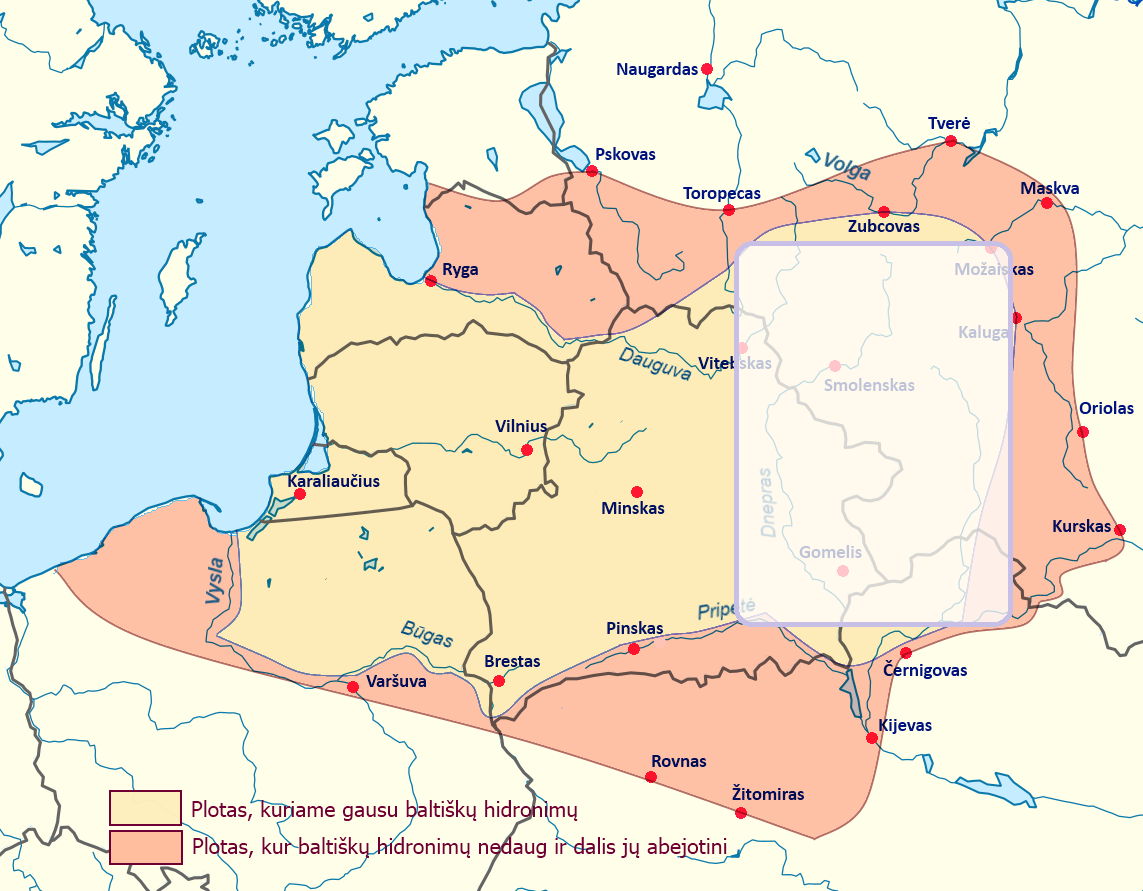 Naugardas
Tverė
Pskovas
Volga
Toropecas
Maskva
Zubcovas
Ryga
Možaiskas
Kaluga
Dauguva
Vitebskas
Smolenskas
Oriolas
Vilnius
Karaliaučius
Minskas
Dnepras
Kurskas
Gomelis
Vysla
Pripetė
Būgas
Pinskas
Brestas
Černigovas
Varšuva
Kijevas
Rovnas
Žitomiras
Plotas, kuriame gausu baltiškų hidronimų
Plotas, kur baltiškų hidronimų nedaug ir dalis jų abejotini